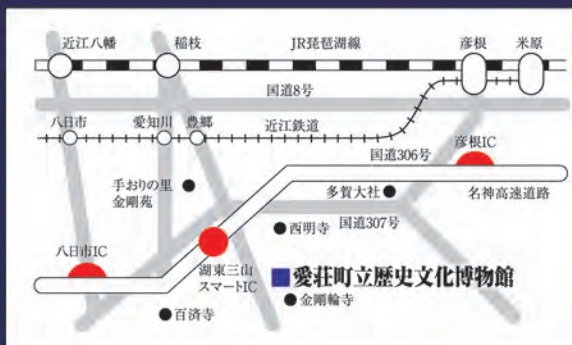 近江八幡
稲枝
JR琵琶湖線
彦根
米原
国道8号
八日市
愛知川
豊郷
近江鉄道
彦根IC
国道306号
手おりの里
金剛苑
多賀大社
名神高速道路
西明寺
国道307号
八日市IC
湖東三山
スマートIC
愛荘町立歴史文化博物館
金剛輪寺
百済寺